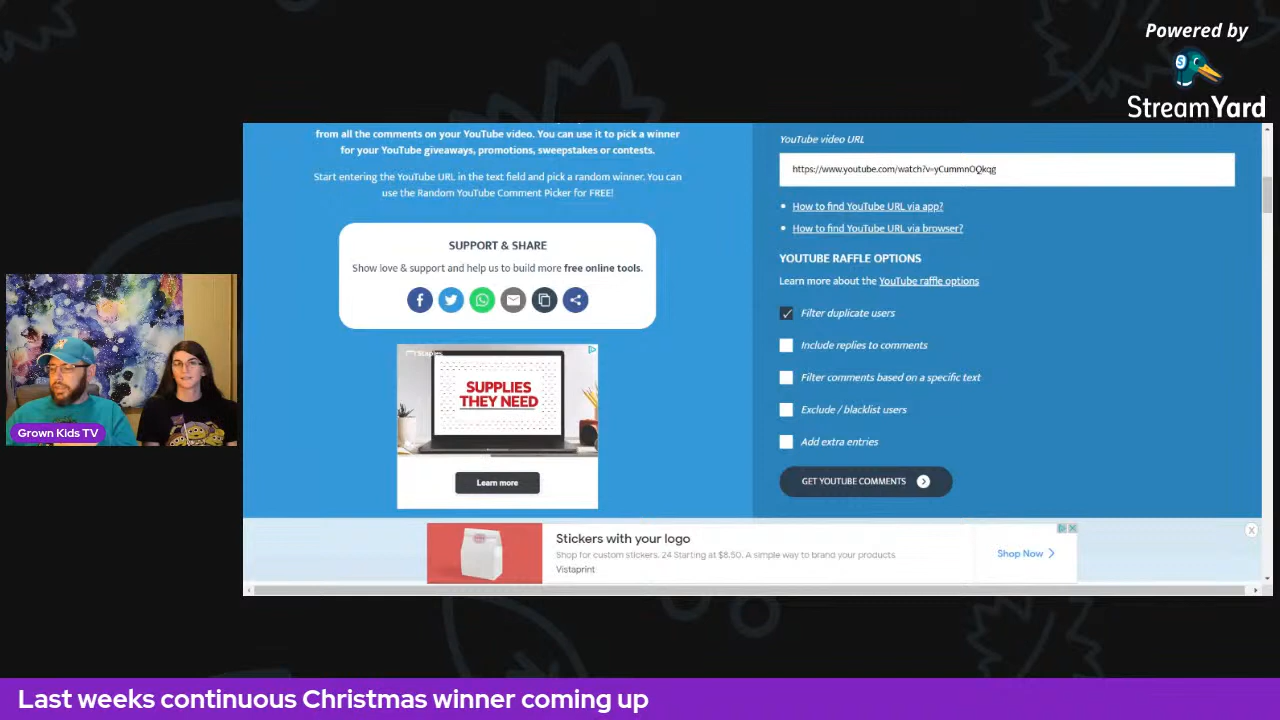 Powered by
StreamYard
from all the comments on your YouTube video. You can use it to pick a winner
for your YouTube giveaways, promotions, sweepstakes or contests.
Start entering the YouTube URL in the text field and pick a random winner. You can
use the Random YouTube Comment Picker for FREE!
SUPPORT & SHARE
Show love & support and help us to build more free online tools.
Staples
SUPPLIES
THEY NEED
Learn more
YouTube video URL
https://www.youtube.com/watch?v=yCummnOQkqg
How to find YouTube URL via app?
How to find YouTube URL via browser?
YOUTUBE RAFFLE OPTIONS
Learn more about the YouTube raffle options
Filter duplicate users
Include replies to comments
Filter comments based on a specific text
Exclude / blacklist users
Add extra entries
GET YOUTUBE COMMENTS
Stickers with your logo
Shop for custom stickers. 24 Starting at $8.50. A simple way to brand your products
Vistaprint
Shop Now
Grown Kids TV
Last weeks continuous Christmas winner coming up